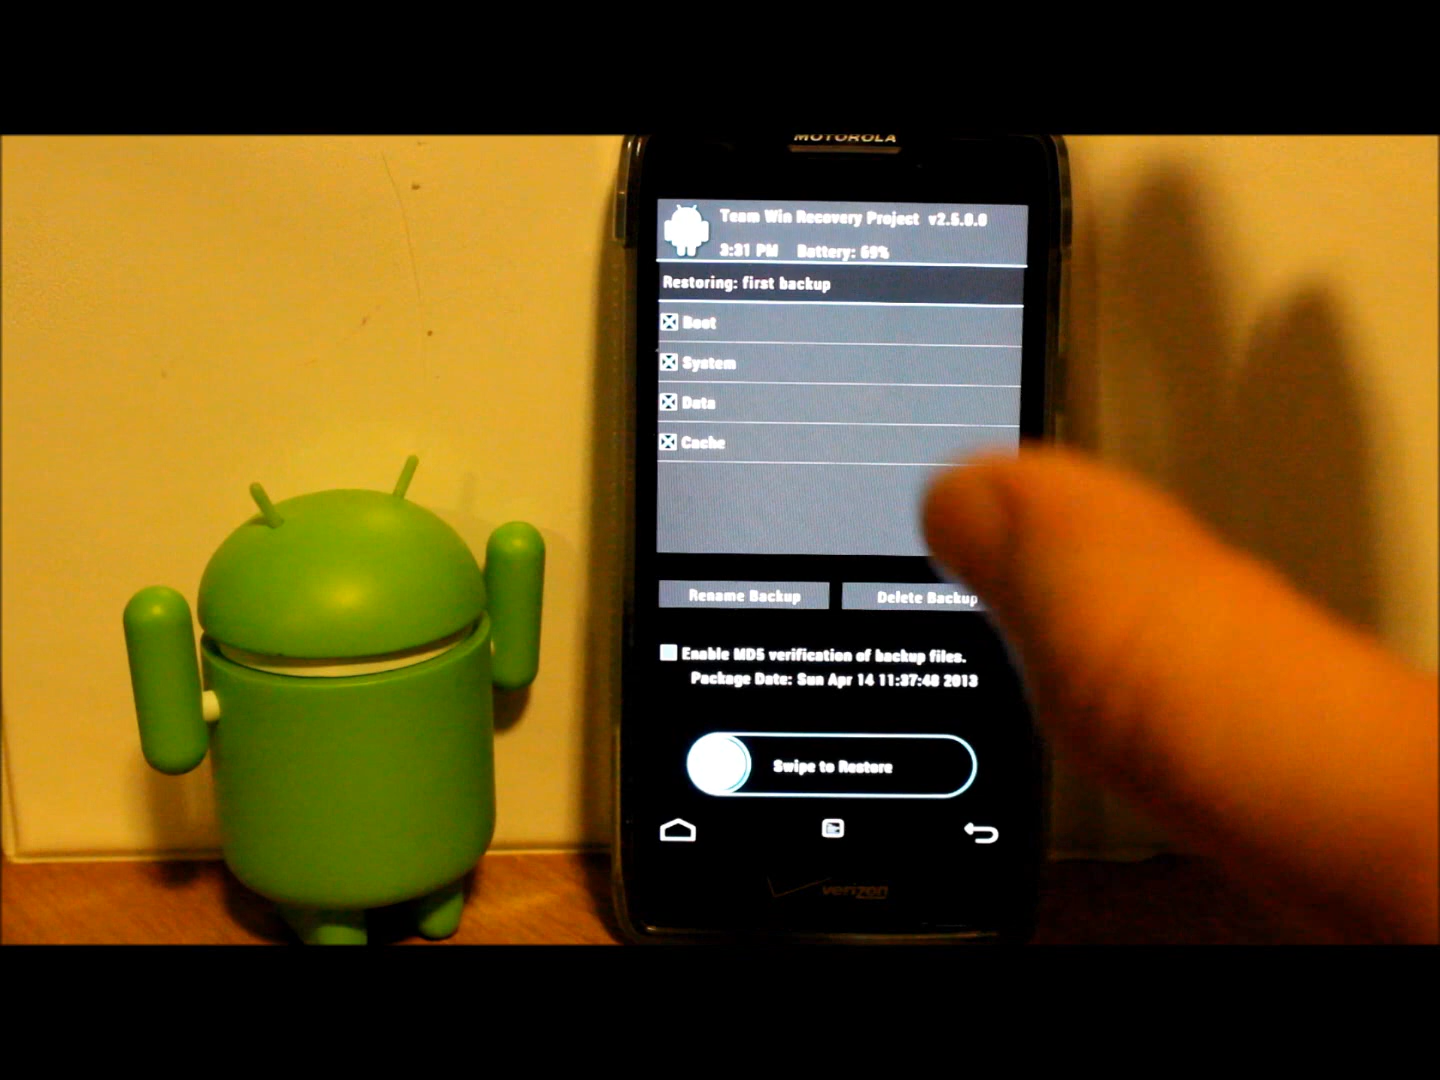 MOTOROLA
Team Win Recovery Project v2.5.0.0
3:31 PM Battery: 69%
Restoring: first backup
Boot
System
Data
Cache
Rename Backup
Delete Backup
Enable MD5 verification of backup files.
Package Date: Sun Apr 14 11:37:48 2013
Swipe to Restore
verizon